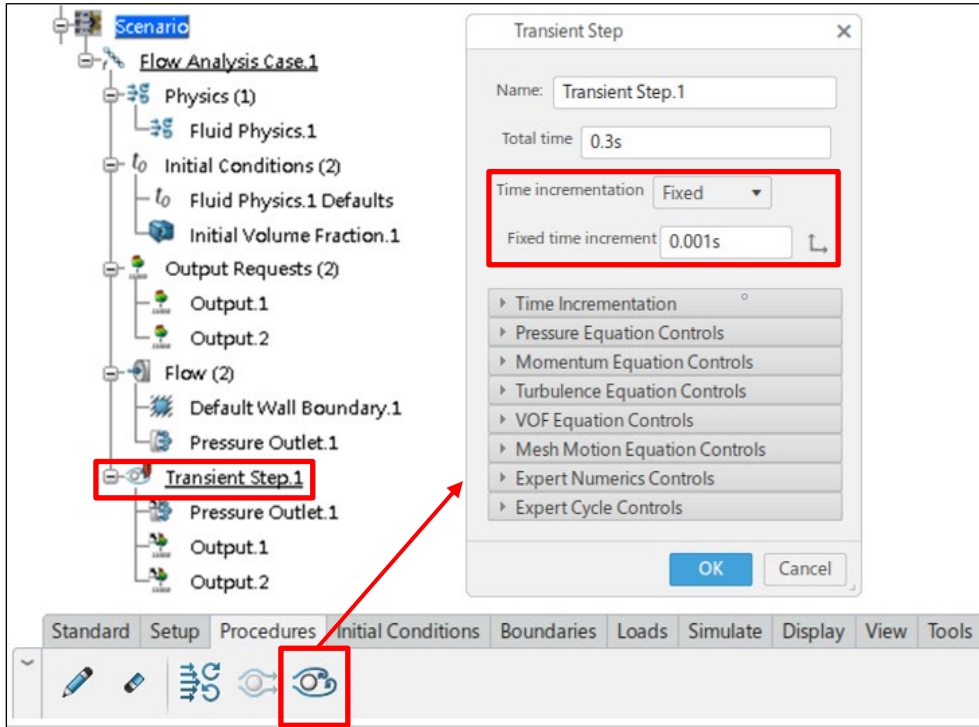 Scenario
Flow Analysis Case.1
Physics (1)
Fluid Physics.1
t0 Initial Conditions (2)
t0 Fluid Physics.1 Defaults
Initial Volume Fraction.1
Output Requests (2)
Output.1
Output.2
Flow (2)
Default Wall Boundary.1
Pressure Outlet.1
Transient Step.1
Pressure Outlet.1
Output.1
Output.2
Transient Step
Name: Transient Step.1
Total time 0.3s
Time incrementation Fixed
Fixed time increment 0.001s
Time Incrementation
Pressure Equation Controls
Momentum Equation Controls
Turbulence Equation Controls
VOF Equation Controls
Mesh Motion Equation Controls
Expert Numerics Controls
Expert Cycle Controls
OK Cancel
Standard Setup Procedures Initial Conditions Boundaries Loads Simulate Display View Tools